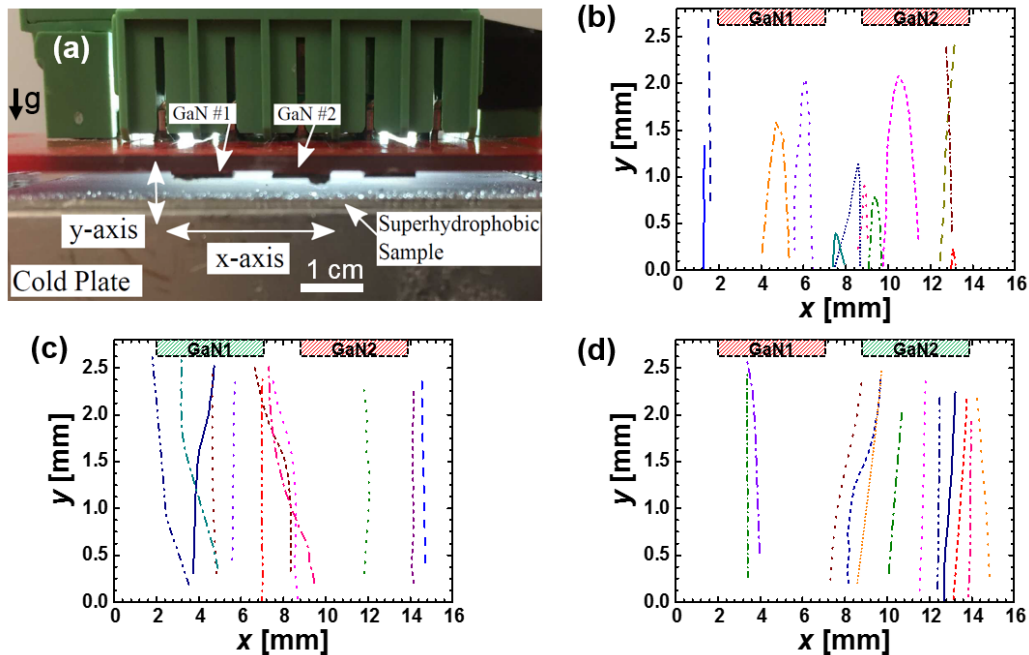 (a)
g
GaN #1
GaN #2
y-axis
x-axis
Superhydrophobic
Sample
1 cm
Cold Plate
(b)
GaN1
GaN2
2.5
2.0
1.5
1.0
0.5
0.0
y [mm]
0 2 4 6 8 10 12 14 16
x [mm]
(c)
GaN1
GaN2
2.5
2.0
1.5
1.0
0.5
0.0
y [mm]
0 2 4 6 8 10 12 14 16
x [mm]
(d)
GaN1
GaN2
2.5
2.0
1.5
1.0
0.5
0.0
y [mm]
0 2 4 6 8 10 12 14 16
x [mm]